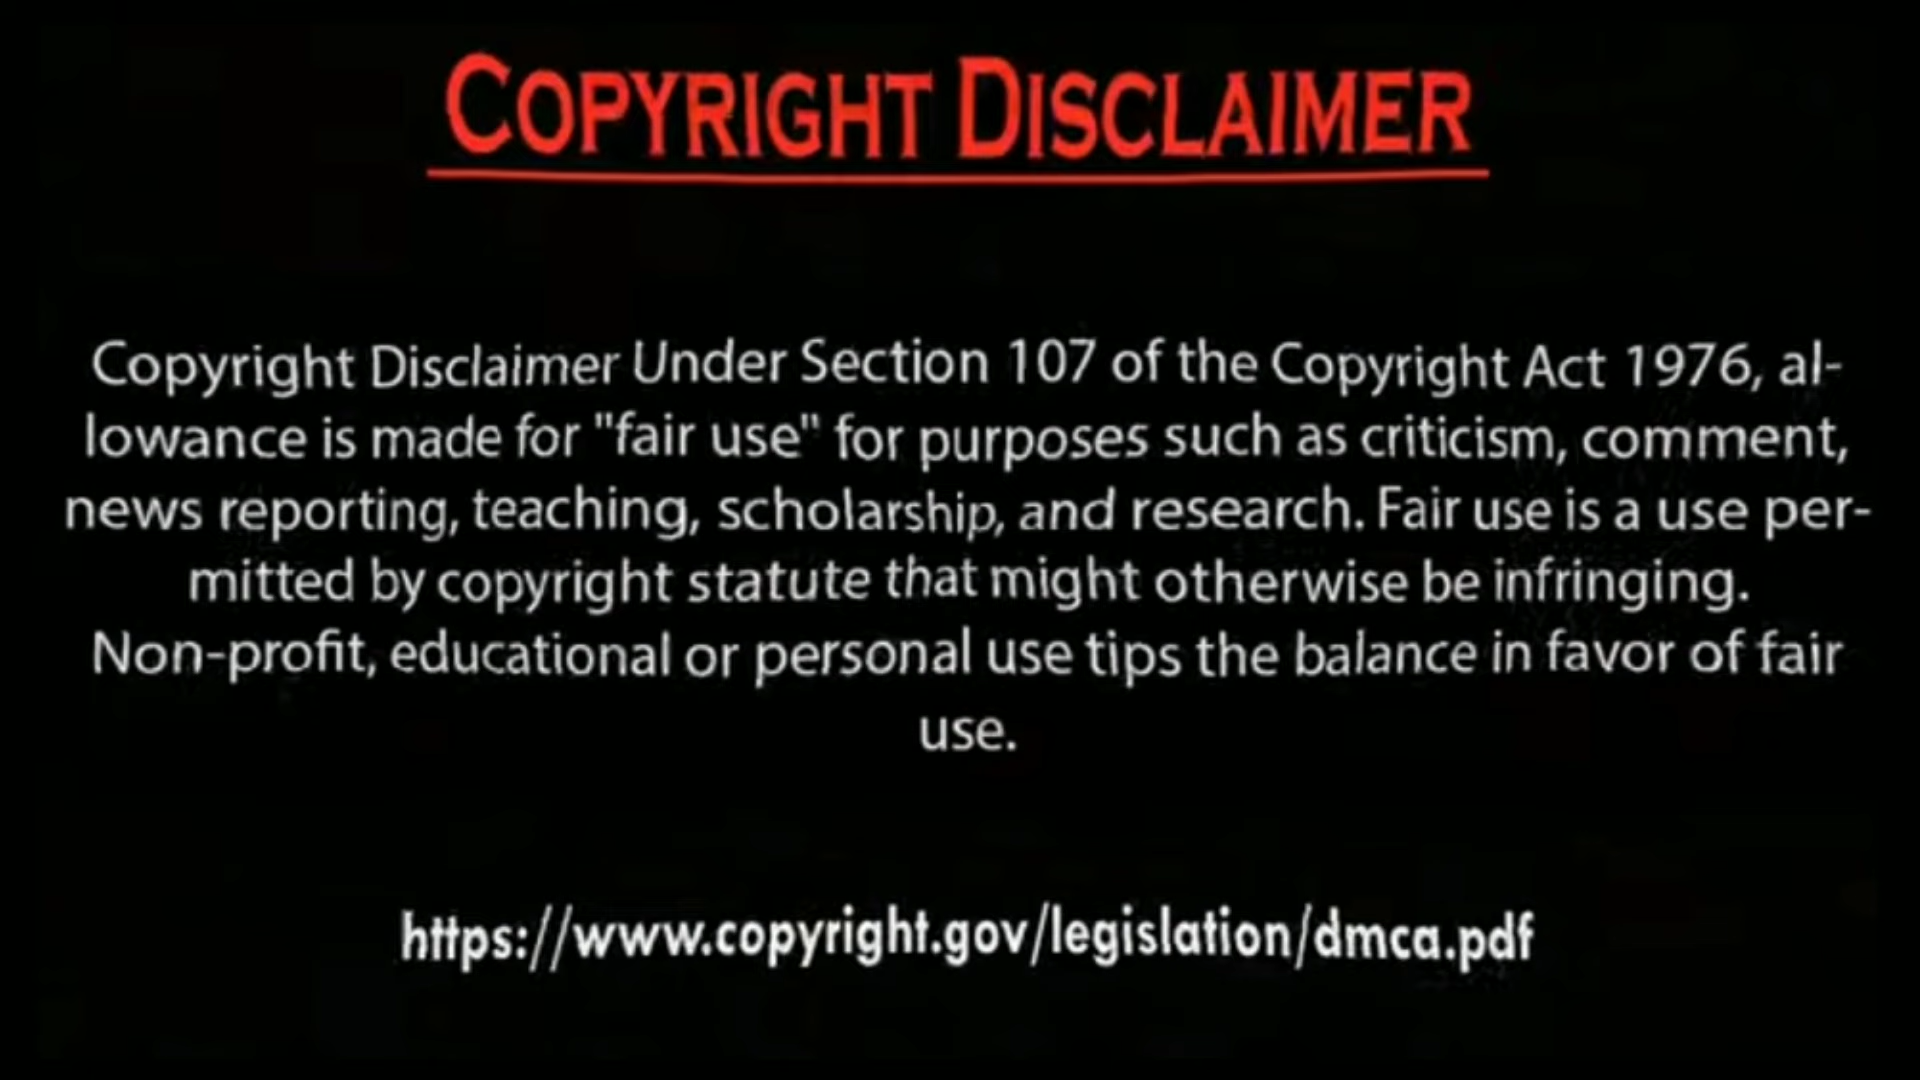 COPYRIGHT DISCLAIMER
Copyright Disclaimer Under Section 107 of the Copyright Act 1976, al-
lowance is made for "fair use" for purposes such as criticism, comment,
news reporting, teaching, scholarship, and research. Fair use is a use per-
mitted by copyright statute that might otherwise be infringing.
Non-profit, educational or personal use tips the balance in favor of fair
use.
https://www.copyright.gov/legislation/dmca.pdf